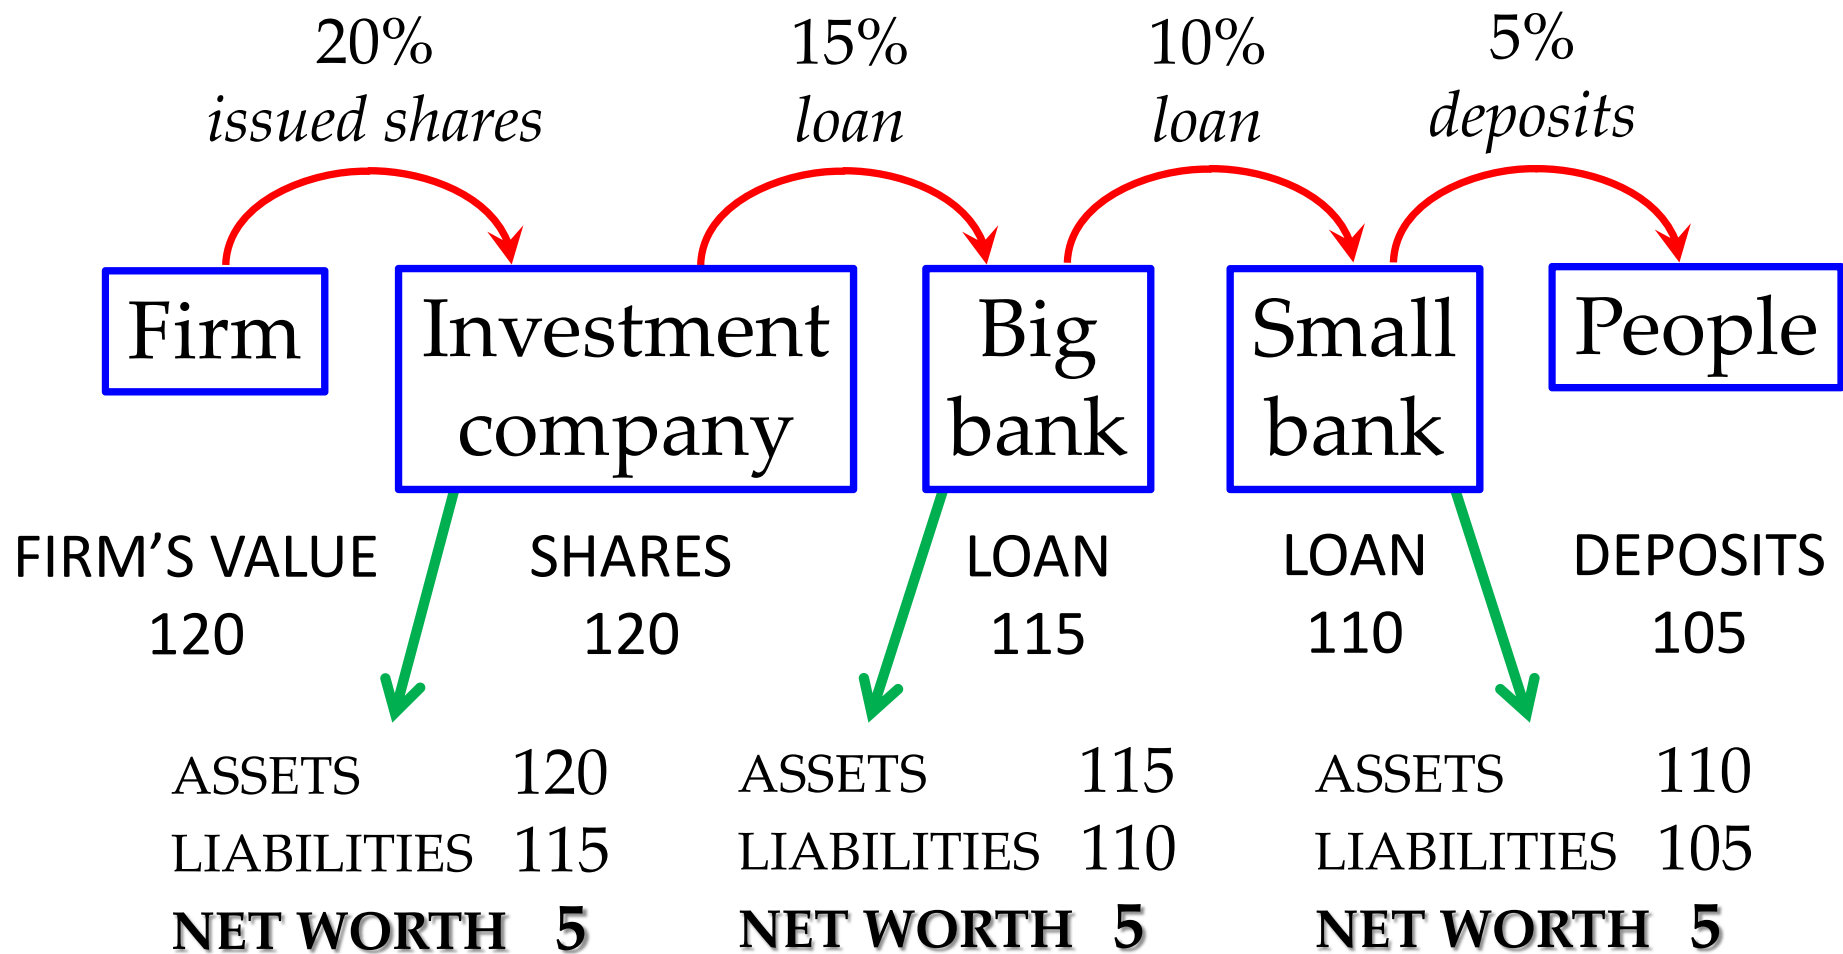 20%
issued shares
15%
loan
10%
loan
5%
deposits
Firm
Investment
company
Big
bank
Small
bank
People
FIRM’S VALUE
120
SHARES
120
LOAN
115
LOAN
110
DEPOSITS
105
ASSETS 120
LIABILITIES 115
NET WORTH 5
ASSETS 115
LIABILITIES 110
NET WORTH 5
ASSETS 110
LIABILITIES 105
NET WORTH 5